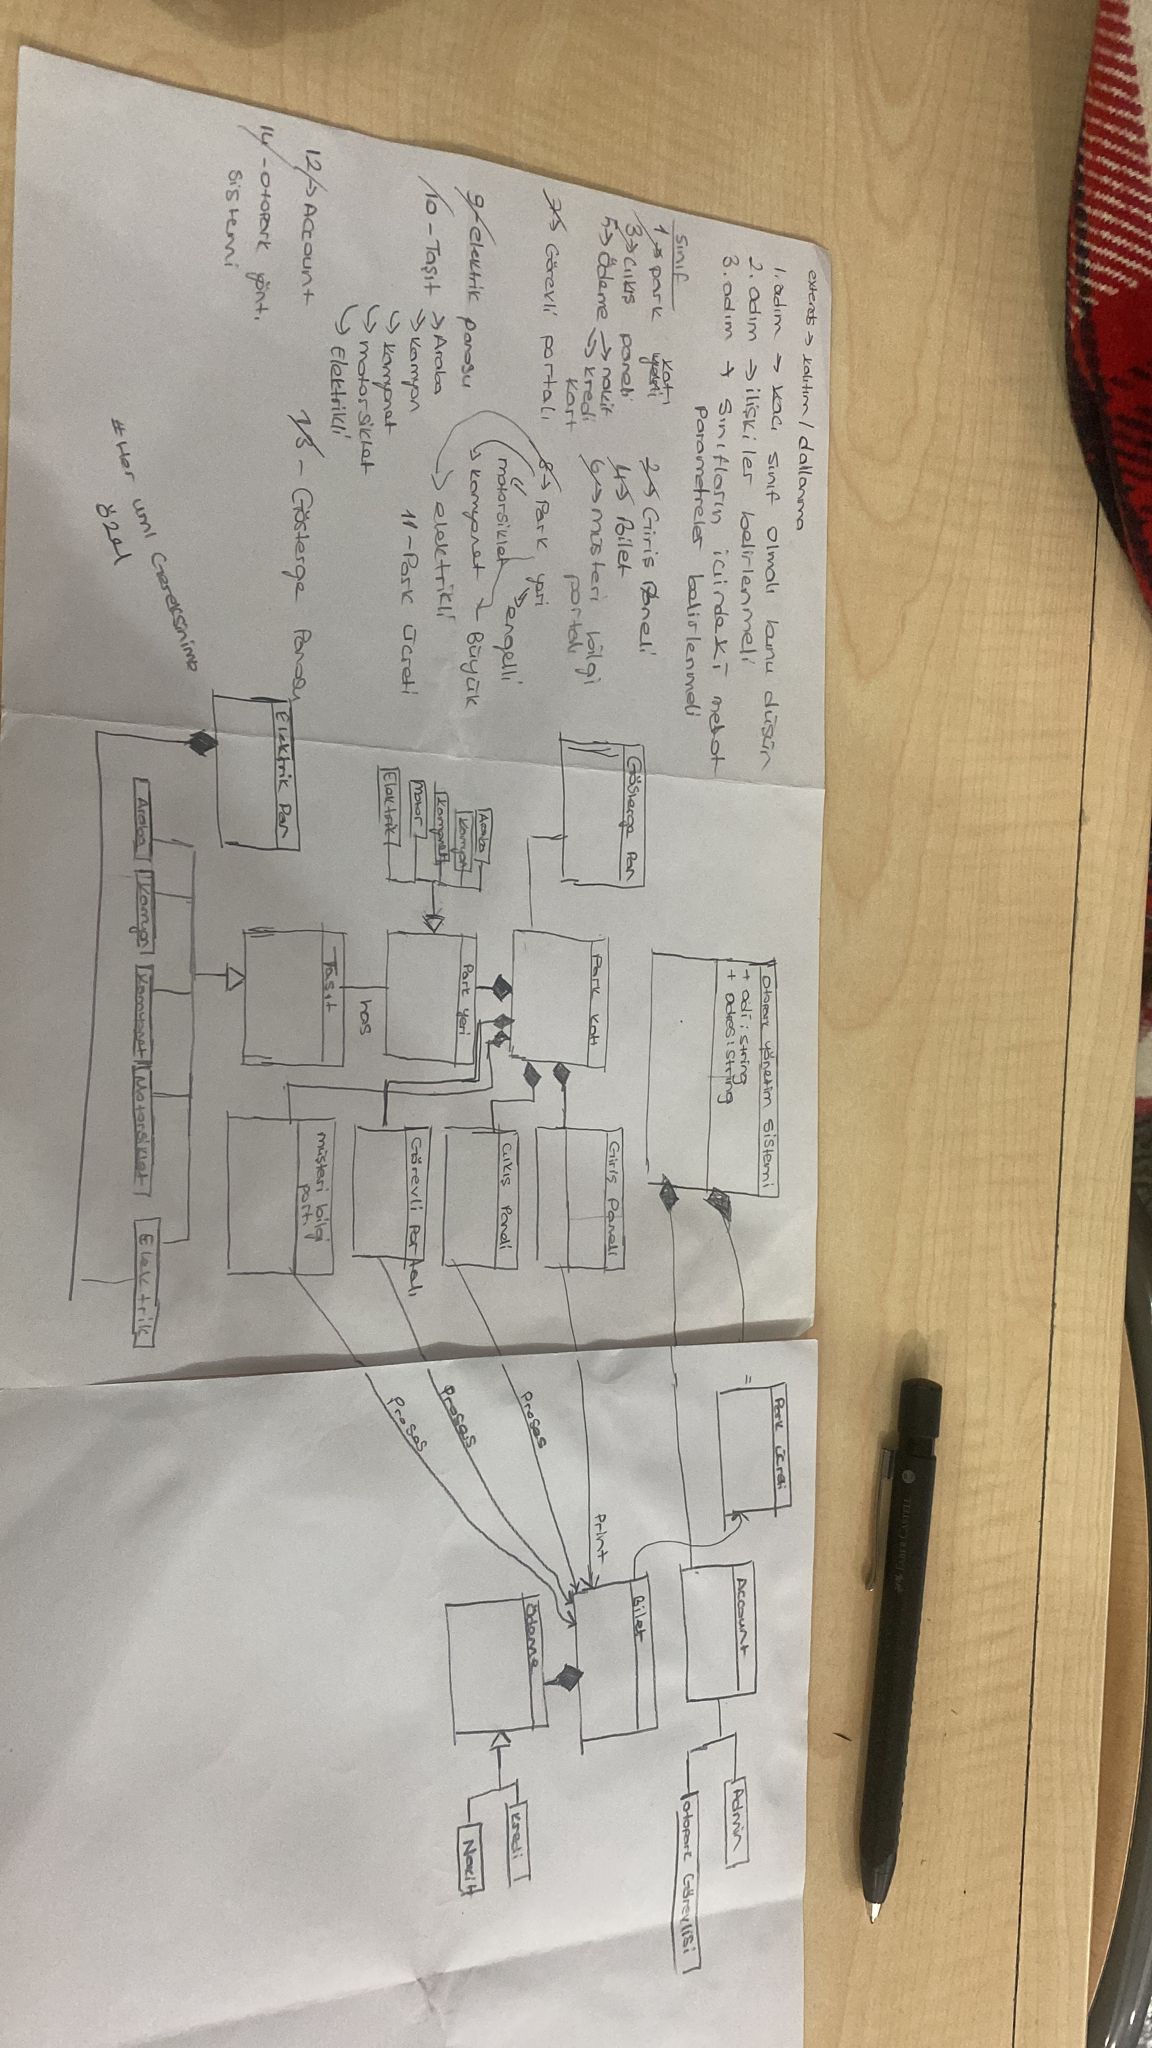 extends → kalıtım / dallanma
1. adım → kaç sınıf olmalı bunu düşün
2. adım → ilişkiler belirlenmeli
3. adım → sınıfların içindeki metot
parametreler belirlenmeli
sınıf
1 → park katı
2 → Giriş Paneli
3 → Çıkış paneli
4 → Bilet
5 → Ödeme → nakit
→ kredi kart
6 → müşteri bilgi
portalı
7 → Görevli portalı
8 → Park yeri
motorsiklet
engelli
kamyonet
Büyük
elektrikli
9 - elektrik panosu
10 - Taşıt → Araba
→ Kamyon
→ Kamyonet
→ motorsiklet
→ Elektrikli
11 - Park ücreti
12 → Account
13 - Gösterge Panosu
14 - otopark yönt.
sistemi
#Her uml Gereksinime
özel
Otopark yönetim sistemi
+ adi : string
+ adres : string
Gösterge Pan
Park katı
Giriş Paneli
Çıkış Paneli
Görevli Portalı
müşteri bilgi
port.
Park yeri
Araba
Kamyon
Kamyonet
Motor
Elektrik
has
Taşıt
Elektrik Pan
Araba
Kamyon
Kamyonet
Motorsiklet
Elektrik
Park ücreti
Account
Admin
Otopark Görevlisi
Bilet
Print
Proses
Proses
Proses
Ödeme
Kredi
Nakit
FABER CASTELL